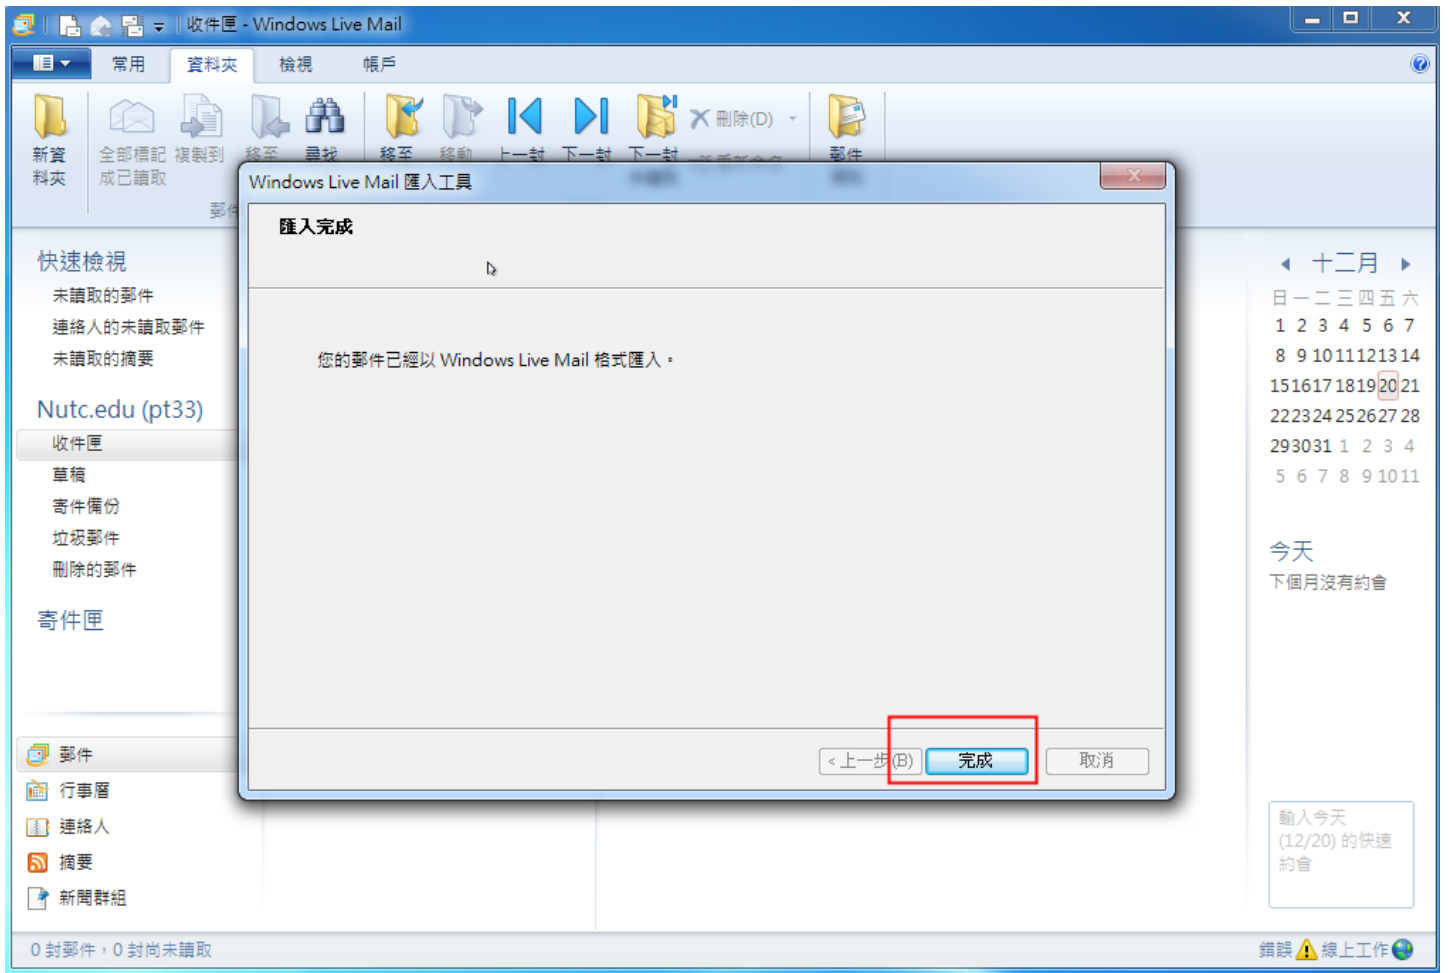 收件匣 - Windows Live Mail
常用 資料夾 檢視 帳戶
新資料夾
全部標記成已讀取
複製到
移至
尋找
移至
移動
上一封
下一封
下一封
刪除(D)
郵件
Windows Live Mail 匯入工具
匯入完成
您的郵件已經以 Windows Live Mail 格式匯入。
<上一步(B) 完成 取消
快速檢視
未讀取的郵件
連絡人的未讀取郵件
未讀取的摘要
Nutc.edu (pt33)
收件匣
草稿
寄件備份
垃圾郵件
刪除的郵件
寄件匣
郵件
行事曆
連絡人
摘要
新聞群組
十二月
日 一 二 三 四 五 六
1 2 3 4 5 6 7
8 9 10 11 12 13 14
15 16 17 18 19 20 21
22 23 24 25 26 27 28
29 30 31 1 2 3 4
5 6 7 8 9 10 11
今天
下個月沒有約會
輸入今天
(12/20) 的快速
約會
0 封郵件，0 封尚未讀取
錯誤 線上工作